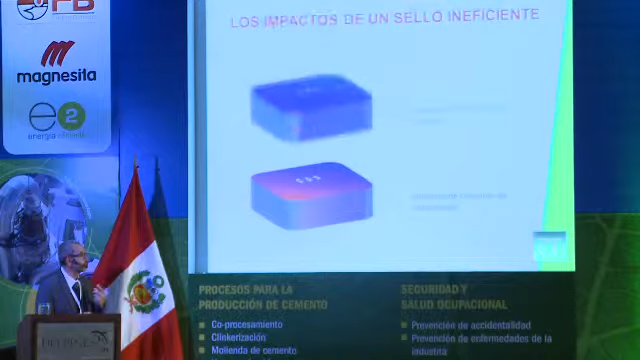 FB
magnesita
e2
energía eficiente
LOS IMPACTOS DE UN SELLO INEFICIENTE
PROCESOS PARA LA
PRODUCCIÓN DE CEMENTO
Co-procesamiento
Clinkerización
Molienda de cemento
SEGURIDAD Y
SALUD OCUPACIONAL
Prevención de accidentalidad
Prevención de enfermedades de la
industria